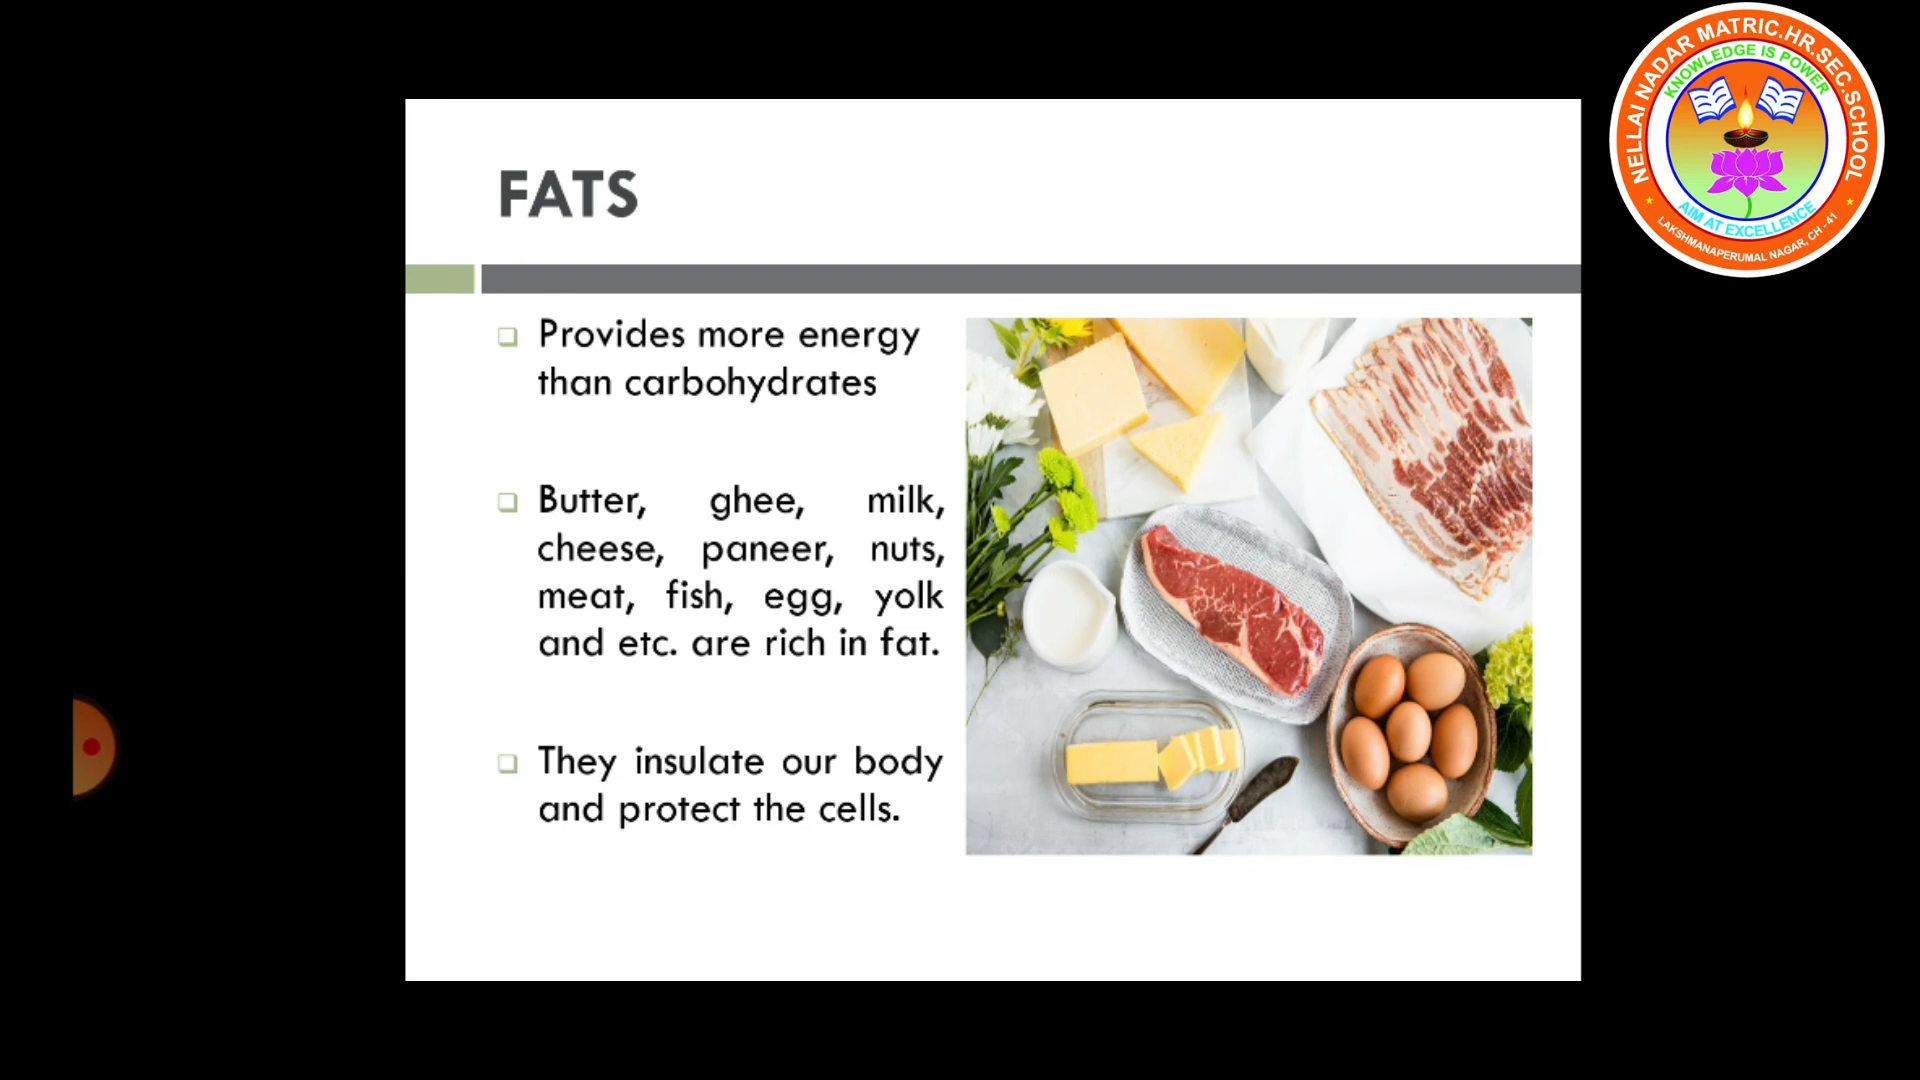 NELLAI NADAR MATRIC.HR.SEC.SCHOOL
KNOWLEDGE IS POWER
AIM AT EXCELLENCE
LAKSHMANAPERUMAL NAGAR, CH - 41
FATS
Provides more energy
than carbohydrates
Butter, ghee, milk,
cheese, paneer, nuts,
meat, fish, egg, yolk
and etc. are rich in fat.
They insulate our body
and protect the cells.